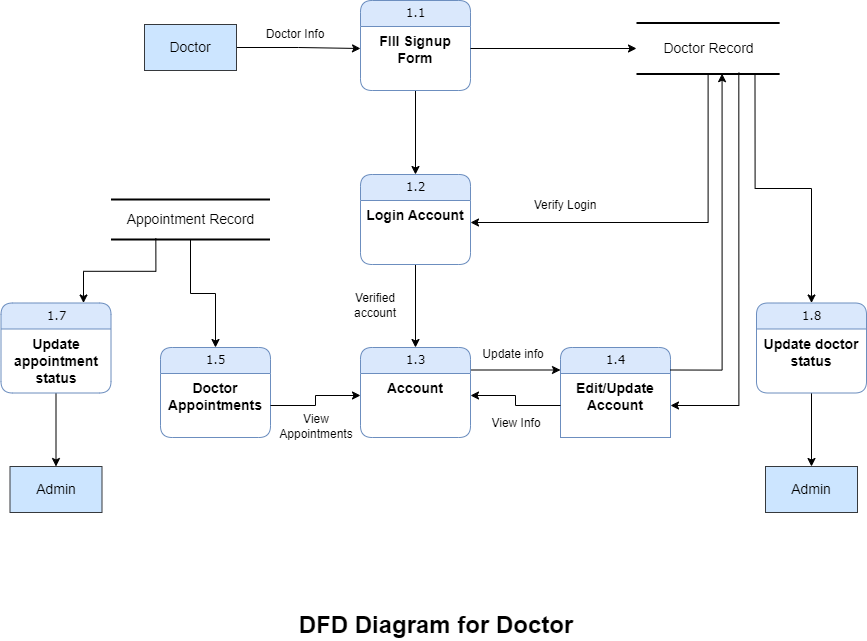 1.1
Doctor
Doctor Info
FIll Signup
Form
Doctor Record
1.2
Login Account
Verify Login
Appointment Record
Verified
account
1.7
Update
appointment
status
1.8
Update doctor
status
1.5
Doctor
Appointments
1.3
Account
Update info
1.4
Edit/Update
Account
View
Appointments
View Info
Admin
Admin
DFD Diagram for Doctor